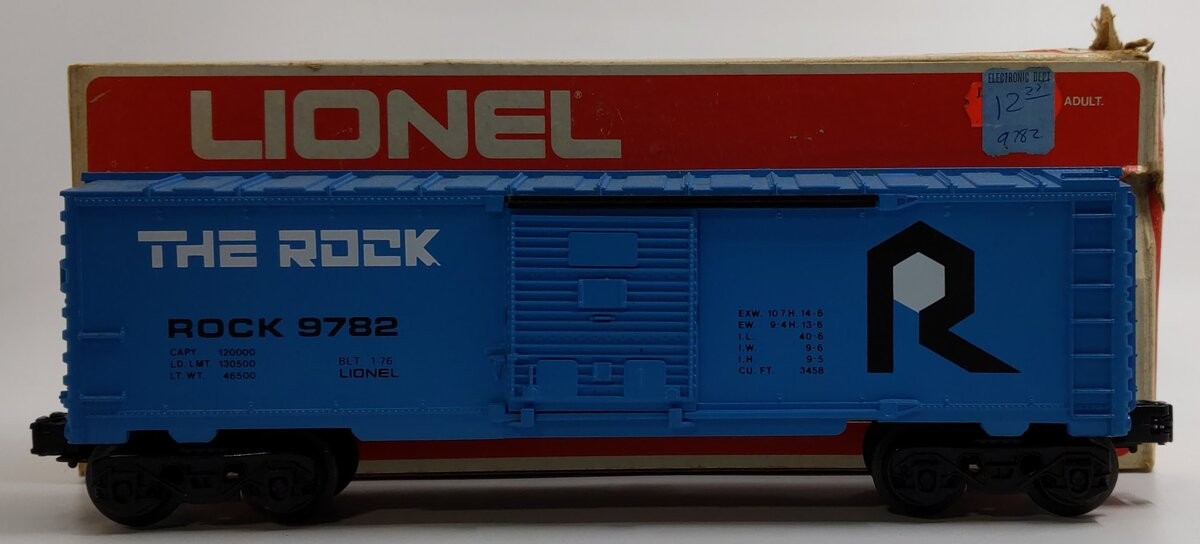 LIONEL®
ELECTRONIC DEPT
ADULT.
9782
THE ROCK
ROCK 9782
CAPY 120000
LD. LMT. 130500
LT. WT. 46500
BLT 1-76
LIONEL
EXW. 10 7 H. 14-6
EW. 9-4 H. 13-6
I.L. 40-6
I.W. 9-6
I.H 9-5
CU. FT. 3458
R